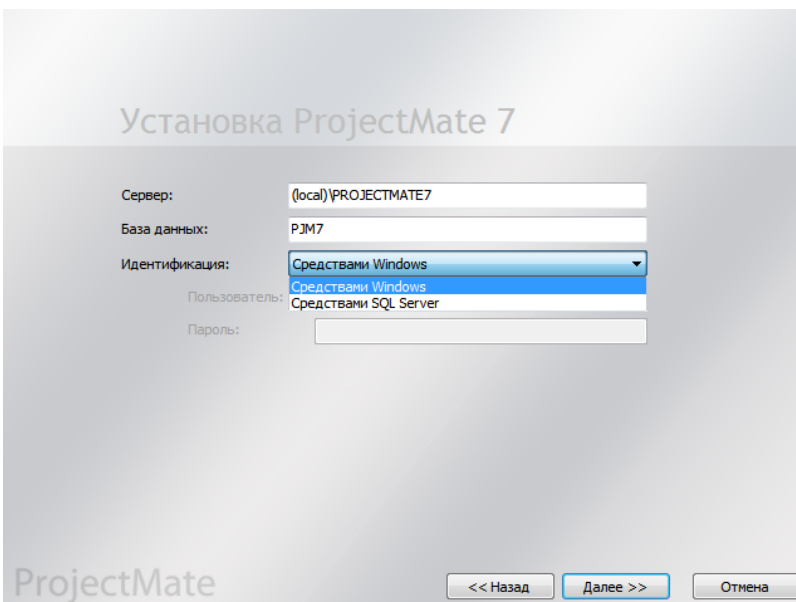 Установка ProjectMate 7
Сервер: (local)\PROJECTMATE7
База данных: PJM7
Идентификация: Средствами Windows
Средствами Windows
Пользователь: Средствами SQL Server
Пароль:
ProjectMate << Назад Далее >> Отмена